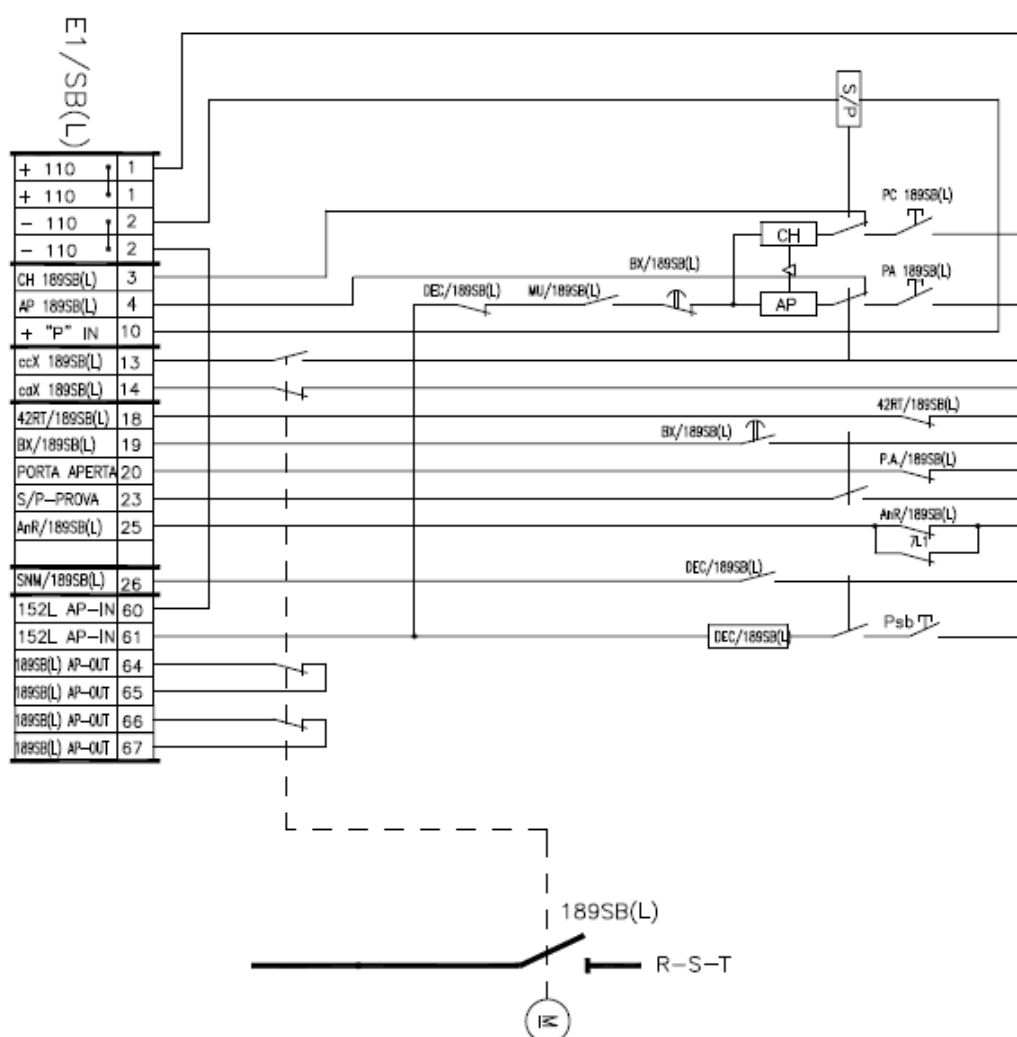 E1/SB(L)
+ 110 1
+ 110 1
- 110 2
- 110 2
CH 189SB(L) 3
AP 189SB(L) 4
+ "P" IN 10
ccX 189SB(L) 13
caX 189SB(L) 14
42RT/189SB(L) 18
BX/189SB(L) 19
PORTA APERTA 20
S/P-PROVA 23
AnR/189SB(L) 25
SNM/189SB(L) 26
152L AP-IN 60
152L AP-IN 61
189SB(L) AP-OUT 64
189SB(L) AP-OUT 65
189SB(L) AP-OUT 66
189SB(L) AP-OUT 67
S/P
PC 189SB(L)
CH
BX/189SB(L)
PA 189SB(L)
DEC/189SB(L)
MU/189SB(L)
AP
42RT/189SB(L)
BX/189SB(L)
P.A./189SB(L)
AnR/189SB(L)
7L1
DEC/189SB(L)
Psb
DEC/189SB(L)
189SB(L)
R-S-T
M